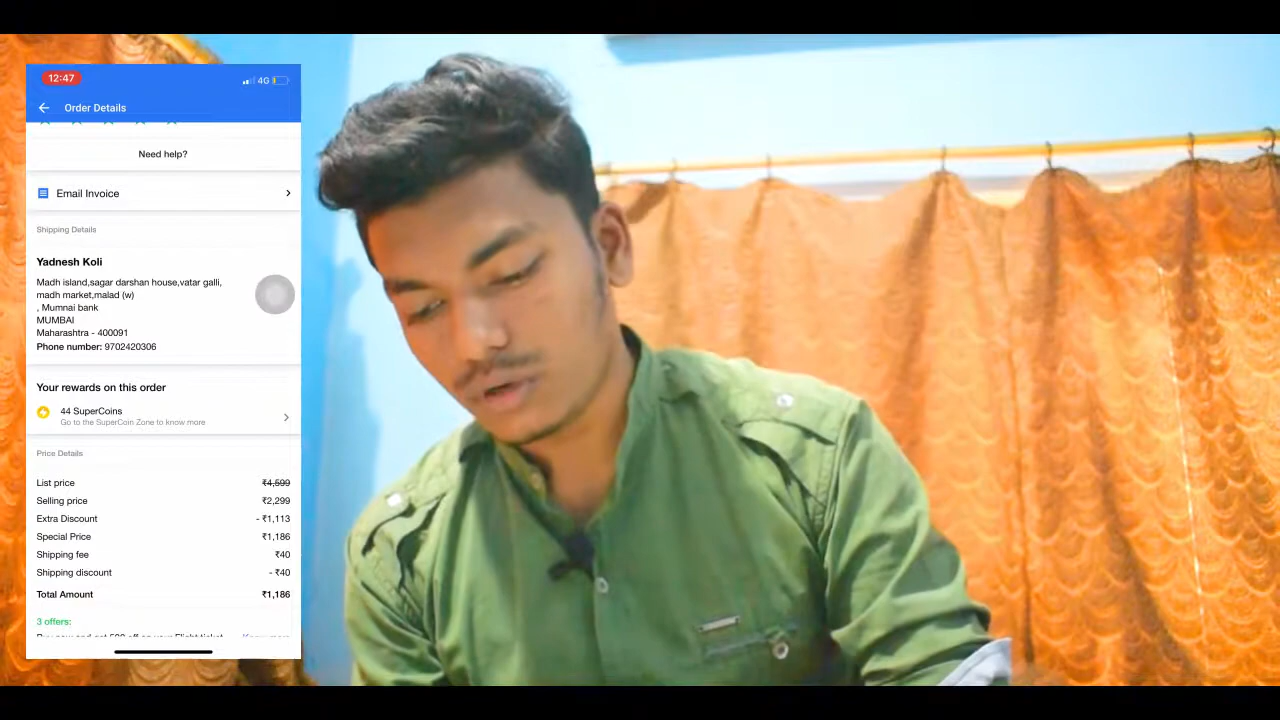 12:47
4G
Order Details
Need help?
Email Invoice
Shipping Details
Yadnesh Koli
Madh island,sagar darshan house,vatar galli,
madh market,malad (w)
, Mumnai bank
MUMBAI
Maharashtra - 400091
Phone number: 9702420306
Your rewards on this order
44 SuperCoins
Go to the SuperCoin Zone to know more
Price Details
List price ₹4,599
Selling price ₹2,299
Extra Discount - ₹1,113
Special Price ₹1,186
Shipping fee ₹40
Shipping discount - ₹40
Total Amount ₹1,186
3 offers: